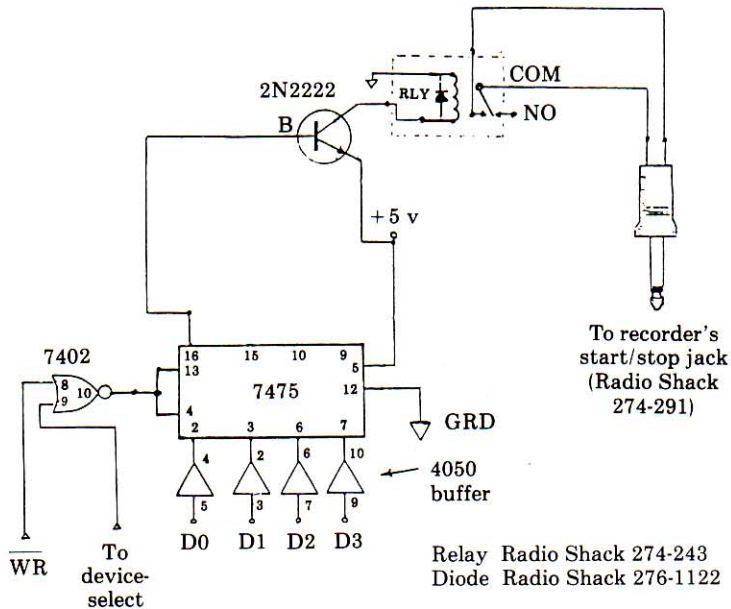 COM
RLY
NO
2N2222
B
+5 v
To recorder's
start/stop jack
(Radio Shack
274-291)
7402
16 15 10 9
13 5
7475
12
8
10
9
4
2 3 6 7
GRD
4 2 6 10
4050
buffer
5 3 7 9
D0 D1 D2 D3
WR
To
device-
select
Relay Radio Shack 274-243
Diode Radio Shack 276-1122